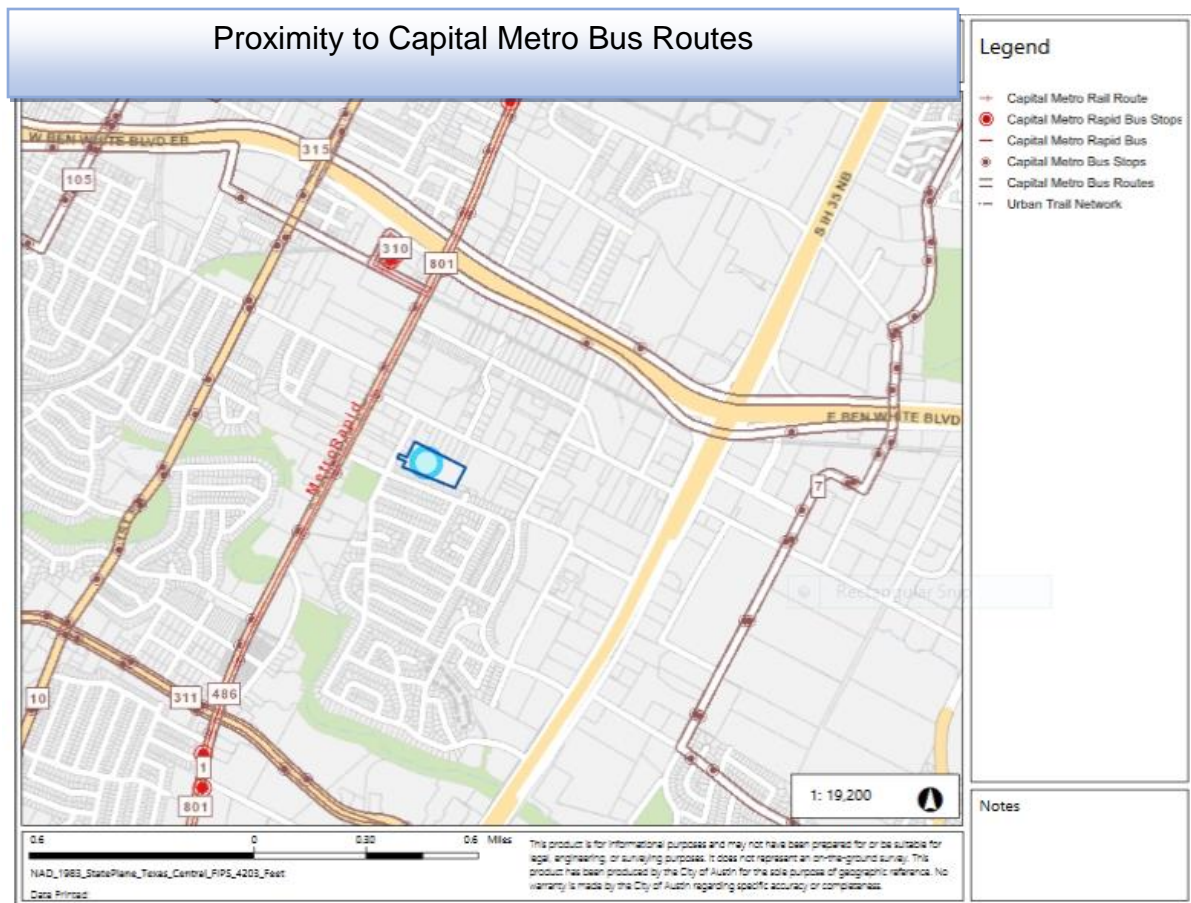 Proximity to Capital Metro Bus Routes
Legend
Capital Metro Rail Route
Capital Metro Rapid Bus Stops
Capital Metro Rapid Bus
Capital Metro Bus Stops
Capital Metro Bus Routes
Urban Trail Network
W BEN WHITE BLVD EB
315
105
310
801
S IH 35 NB
E BEN WHITE BLVD
MetroRapid
7
1ST
Rectangular Snip
10
311
486
1
801
1: 19,200
Notes
0.6 0 0.30 0.6 Miles
NAD_1983_StatePlane_Texas_Central_FIPS_4203_Feet
Date Printed:
This product is for informational purposes and may not have been prepared for or be suitable for
legal, engineering, or surveying purposes. It does not represent an on-the-ground survey. This
product has been produced by the City of Austin for the sole purpose of geographic reference. No
warranty is made by the City of Austin regarding specific accuracy or completeness.